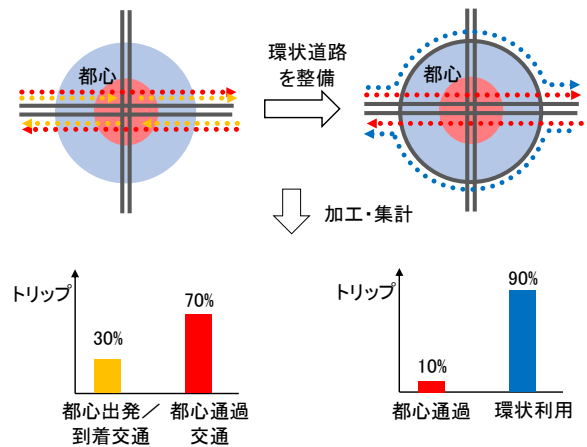 都心
環状道路
を整備
都心
加工・集計
トリップ
30%
70%
都心出発／
到着交通
都心通過
交通
トリップ
10%
90%
都心通過
環状利用